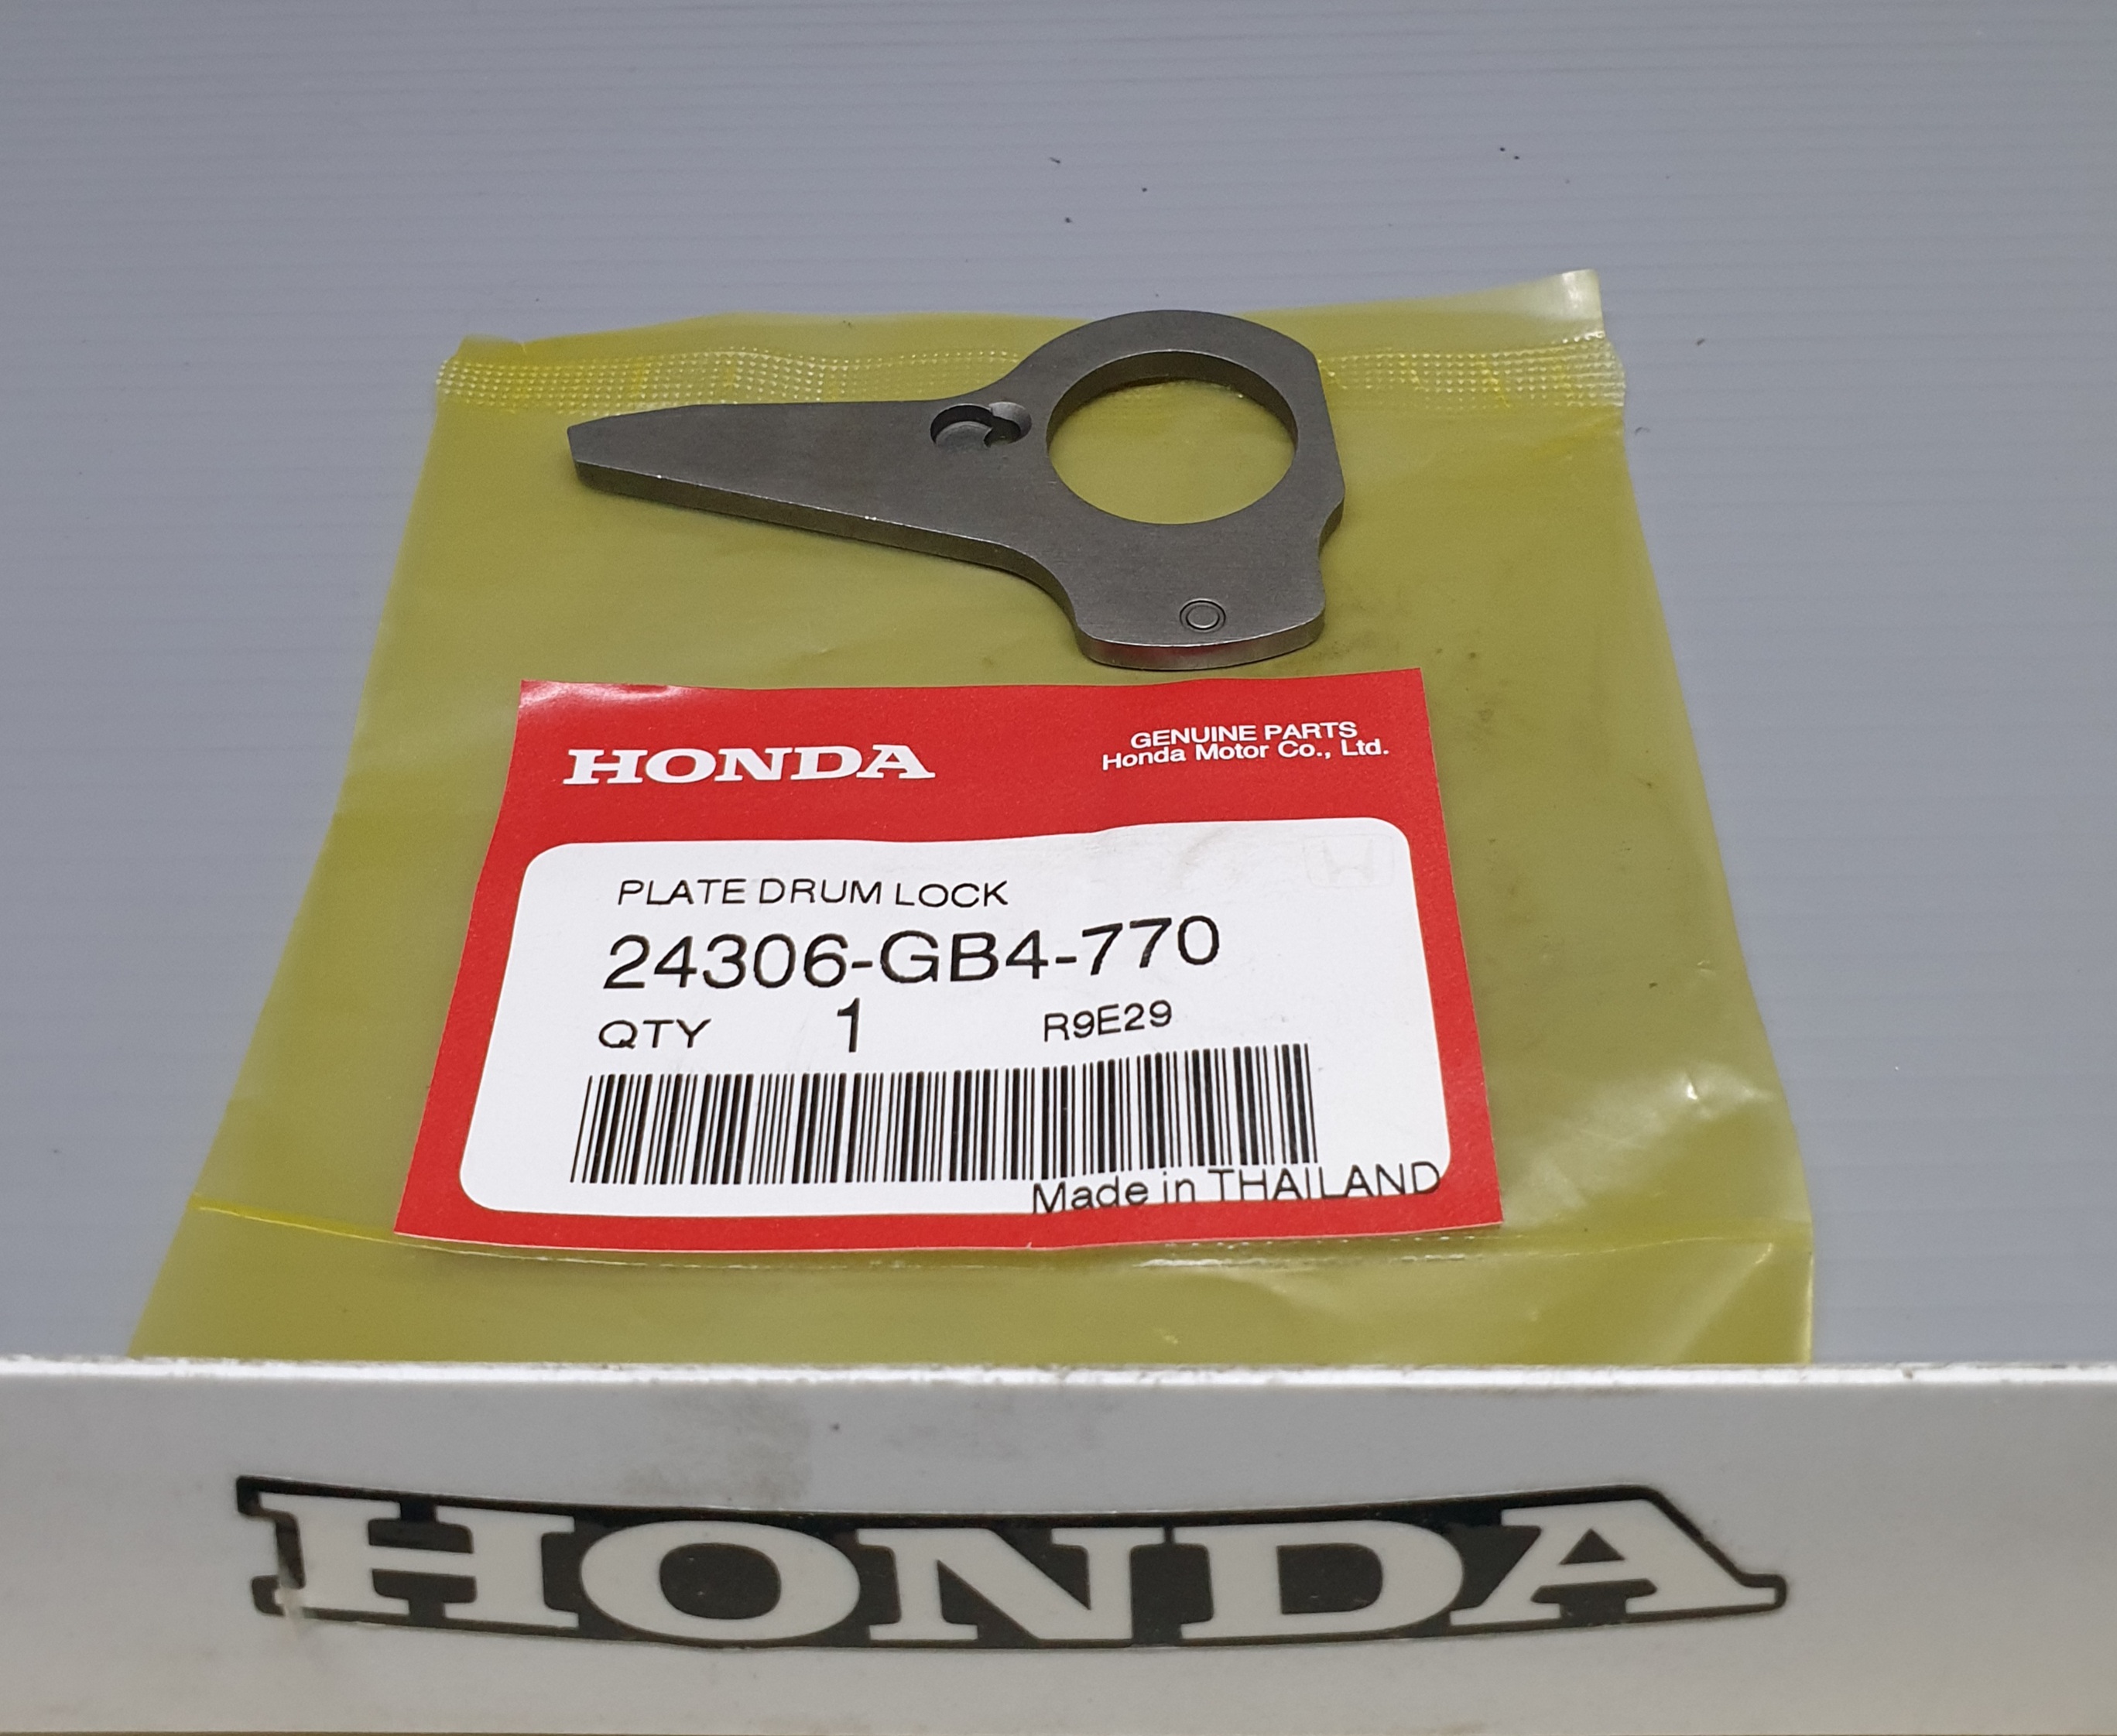 HONDA
GENUINE PARTS
Honda Motor Co., Ltd.
PLATE DRUM LOCK
24306-GB4-770
QTY 1 R9E29
Made in THAILAND
HONDA